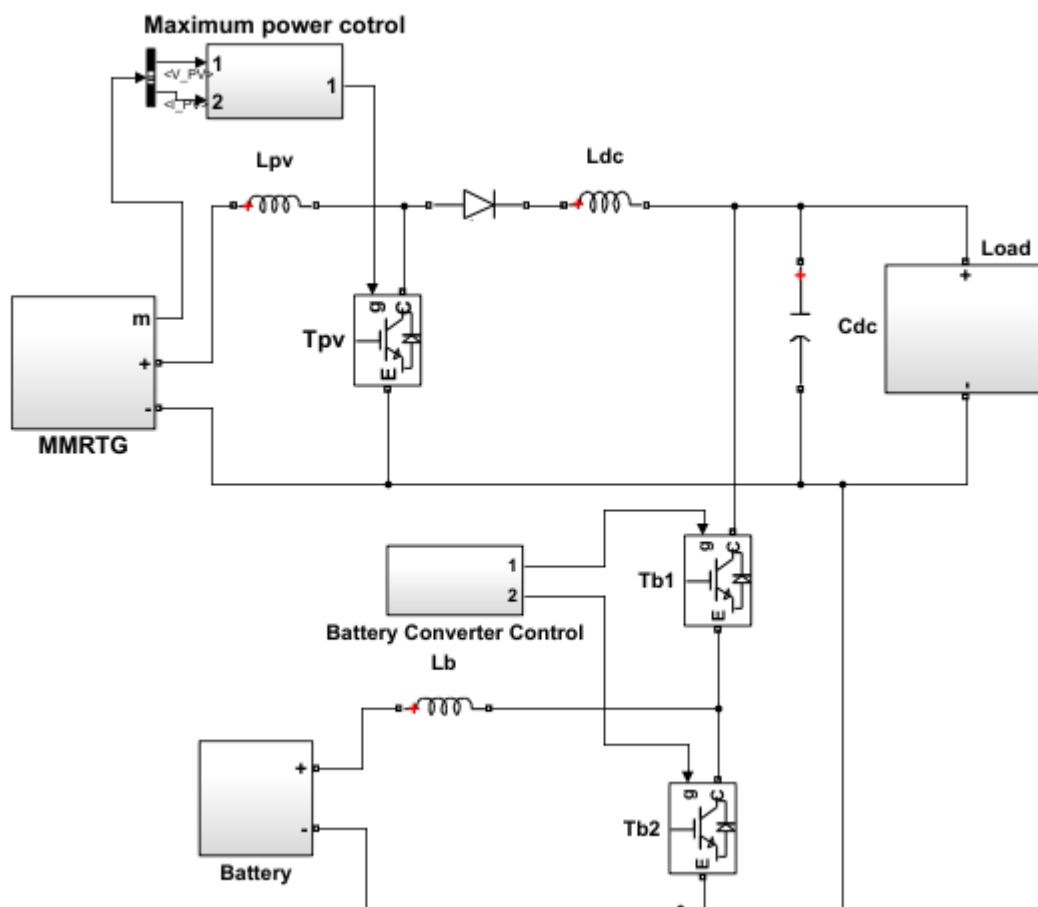 Maximum power cotrol
1
<V_PV>
2
<I_PV>
1
Lpv
Ldc
Load
+
-
m
+
-
MMRTG
g
C
E
Tpv
Cdc
1
2
Battery Converter Control
g
C
E
Tb1
Lb
+
-
Battery
g
C
E
Tb2